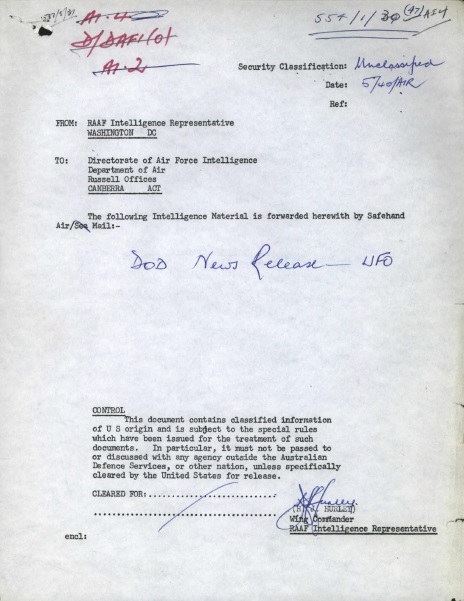 554/1/30 (47) A14
AI-4
D/DAFI(O)
AI-2
Security Classification: Unclassified
Date: 5/40/AIR
Ref:
FROM: RAAF Intelligence Representative
WASHINGTON DC
TO: Directorate of Air Force Intelligence
Department of Air
Russell Offices
CANBERRA ACT
The following Intelligence Material is forwarded herewith by Safehand
Air/Sea Mail:-
DOD News Release — UFO
CONTROL
This document contains classified information
of U S origin and is subject to the special rules
which have been issued for the treatment of such
documents. In particular, it must not be passed to
or discussed with any agency outside the Australian
Defence Services, or other nation, unless specifically
cleared by the United States for release.
CLEARED FOR:
HURLEY)
Wing Commander
RAAF Intelligence Representative
encl: